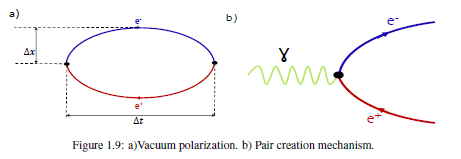 a)
b)
e-
Δx
e+
Δt
γ
e-
e+
Figure 1.9: a)Vacuum polarization. b) Pair creation mechanism.